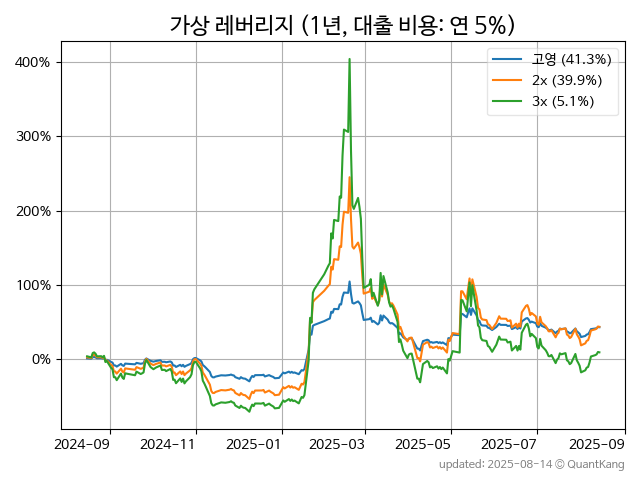 가상 레버리지 (1년, 대출 비용: 연 5%)
400%
300%
200%
100%
0%
고영 (41.3%)
2x (39.9%)
3x (5.1%)
2024-09
2024-11
2025-01
2025-03
2025-05
2025-07
2025-09
updated: 2025-08-14 © QuantKang